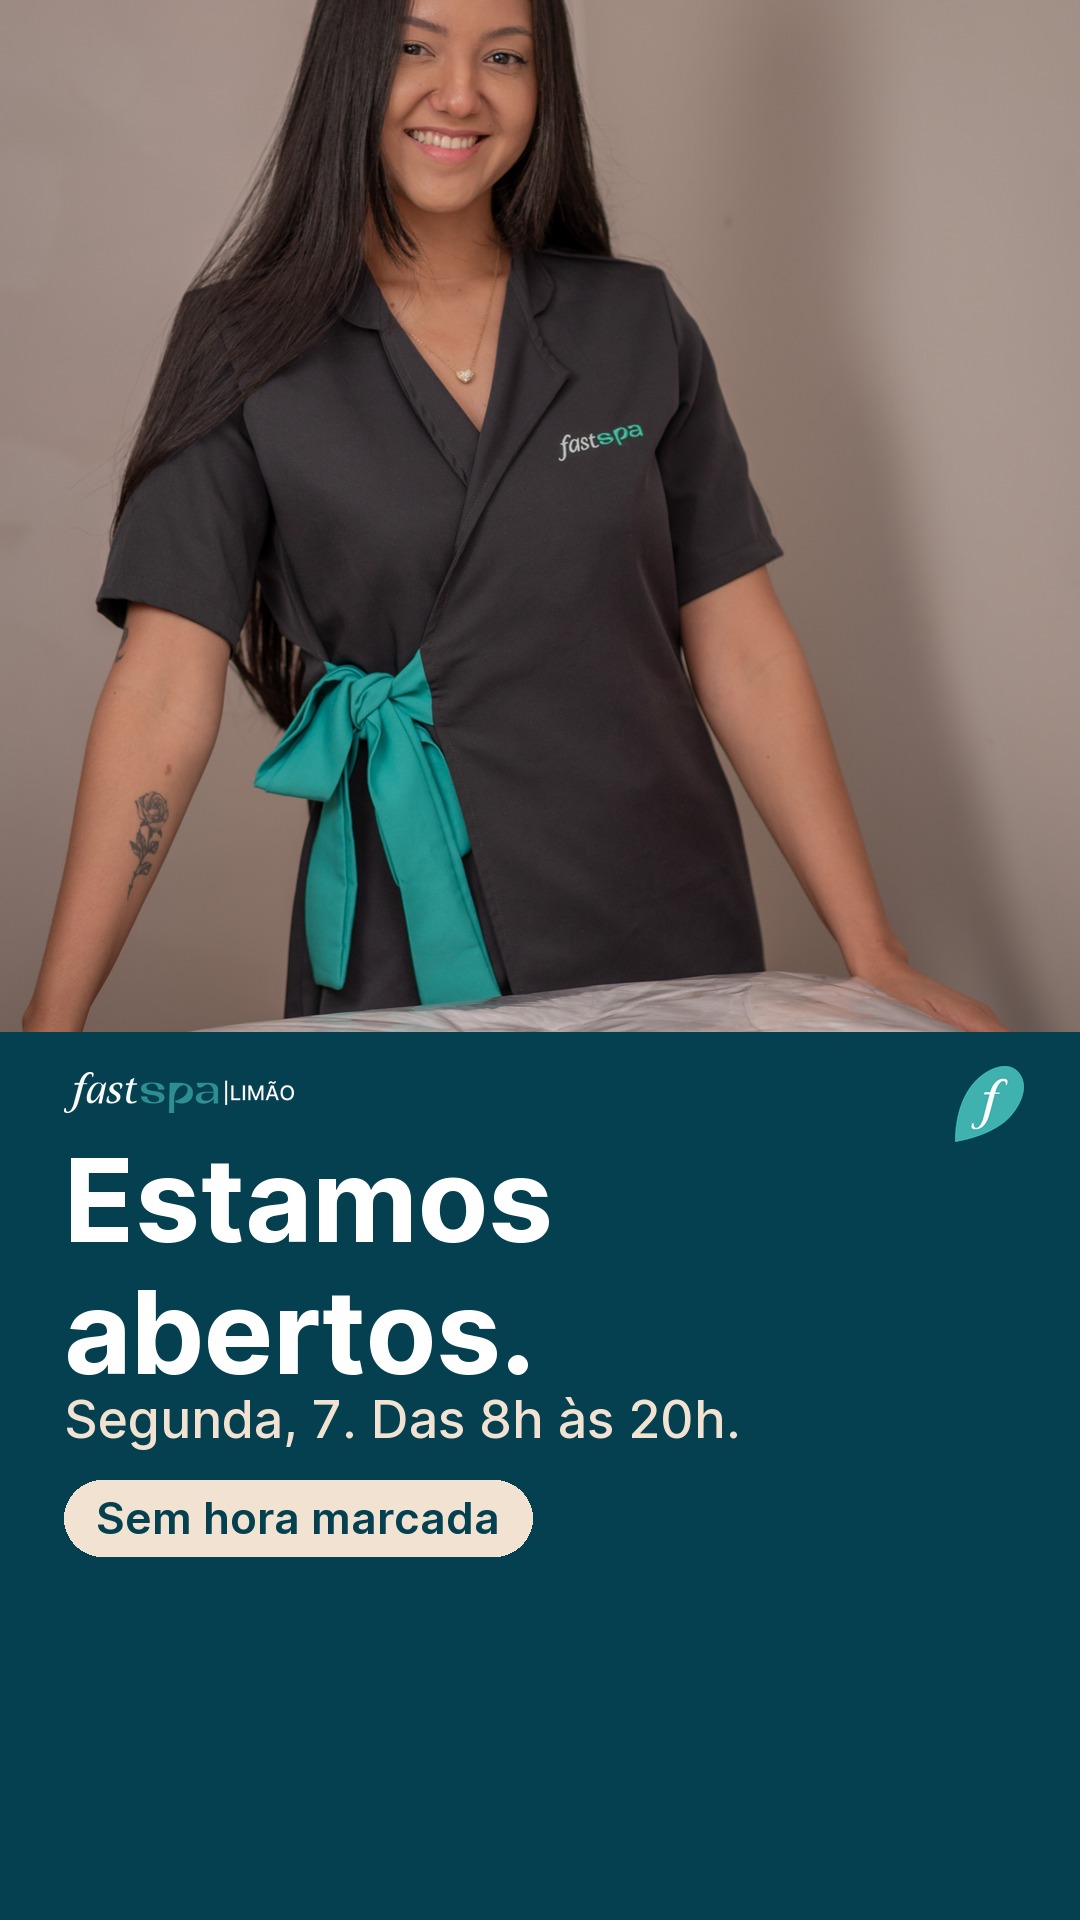 fastspa
fastspa|LIMÃO
f
Estamos
abertos.
Segunda, 7. Das 8h às 20h.
Sem hora marcada